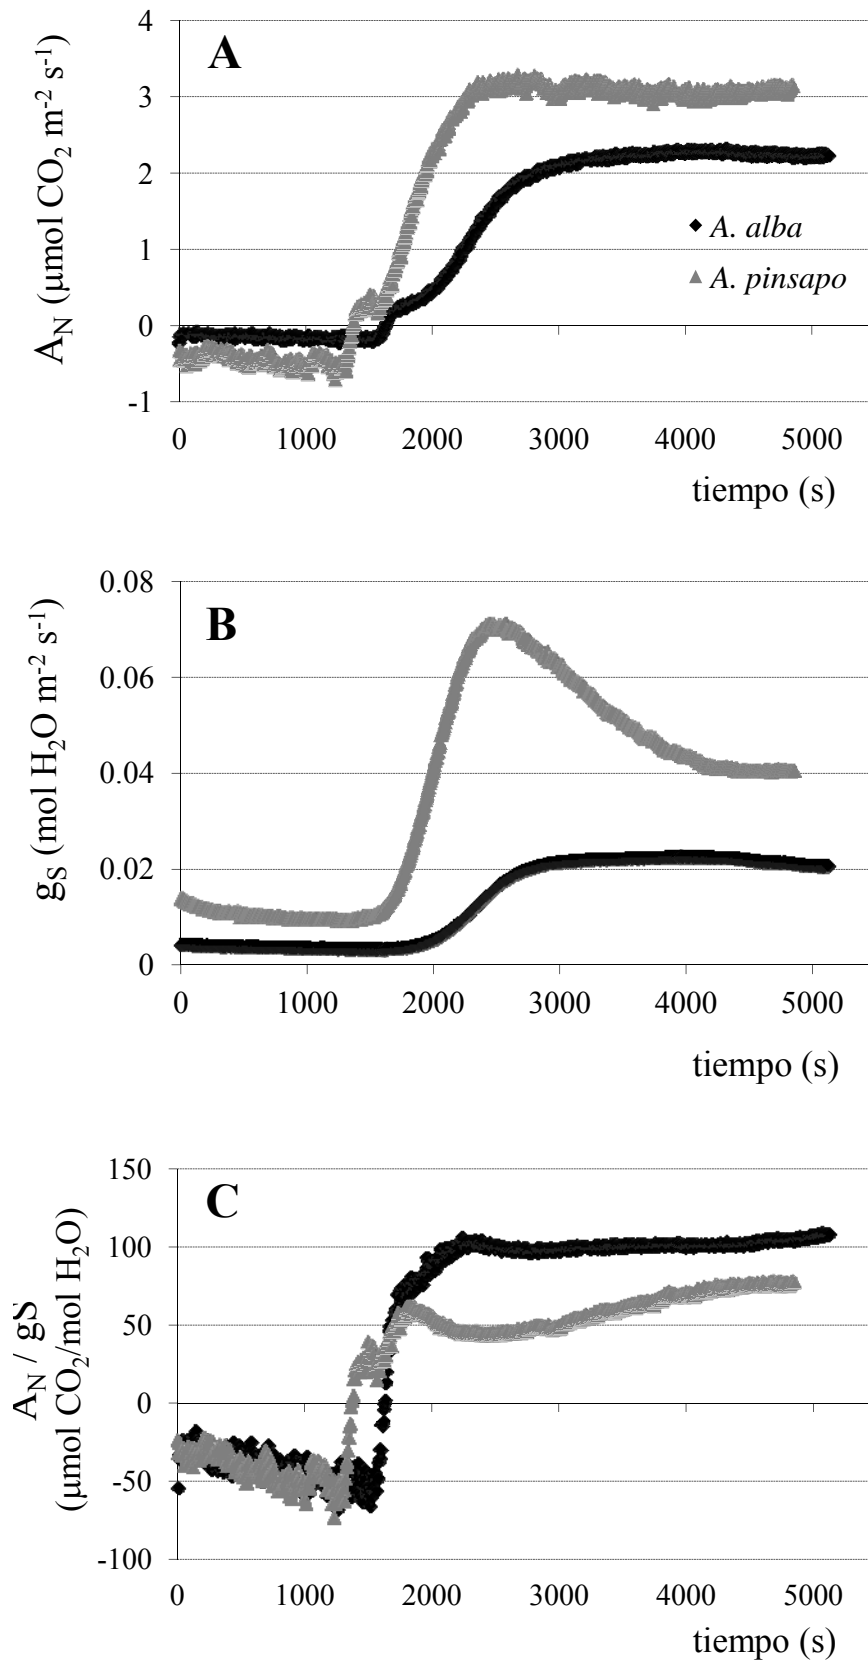 A
A_N (µmol CO₂ m⁻² s⁻¹)
4
3
2
1
0
-1
A. alba
A. pinsapo
0 1000 2000 3000 4000 5000
tiempo (s)
B
g_S (mol H₂O m⁻² s⁻¹)
0.08
0.06
0.04
0.02
0
0 1000 2000 3000 4000 5000
tiempo (s)
C
A_N / gS
(µmol CO₂/mol H₂O)
150
100
50
0
-50
-100
0 1000 2000 3000 4000 5000
tiempo (s)